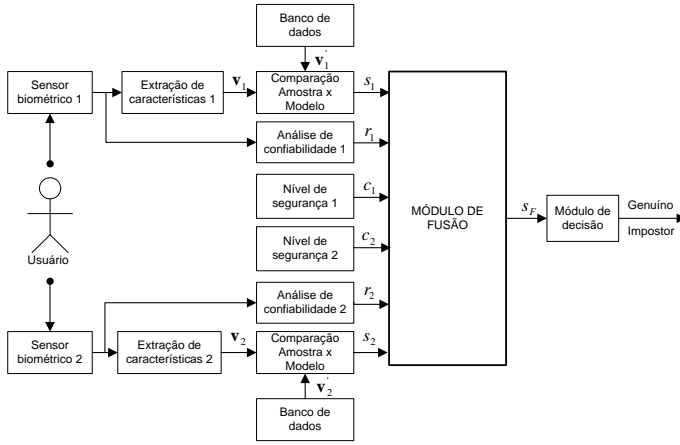 Banco de
dados
v'₁
Sensor
biométrico 1
Extração de
características 1
v₁
Comparação
Amostra x
Modelo
s₁
Análise de
confiabilidade 1
r₁
Nível de
segurança 1
c₁
MÓDULO DE
FUSÃO
s_F
Módulo de
decisão
Genuíno
Impostor
Nível de
segurança 2
c₂
Usuário
Análise de
confiabilidade 2
r₂
Sensor
biométrico 2
Extração de
características 2
v₂
Comparação
Amostra x
Modelo
s₂
v'₂
Banco de
dados